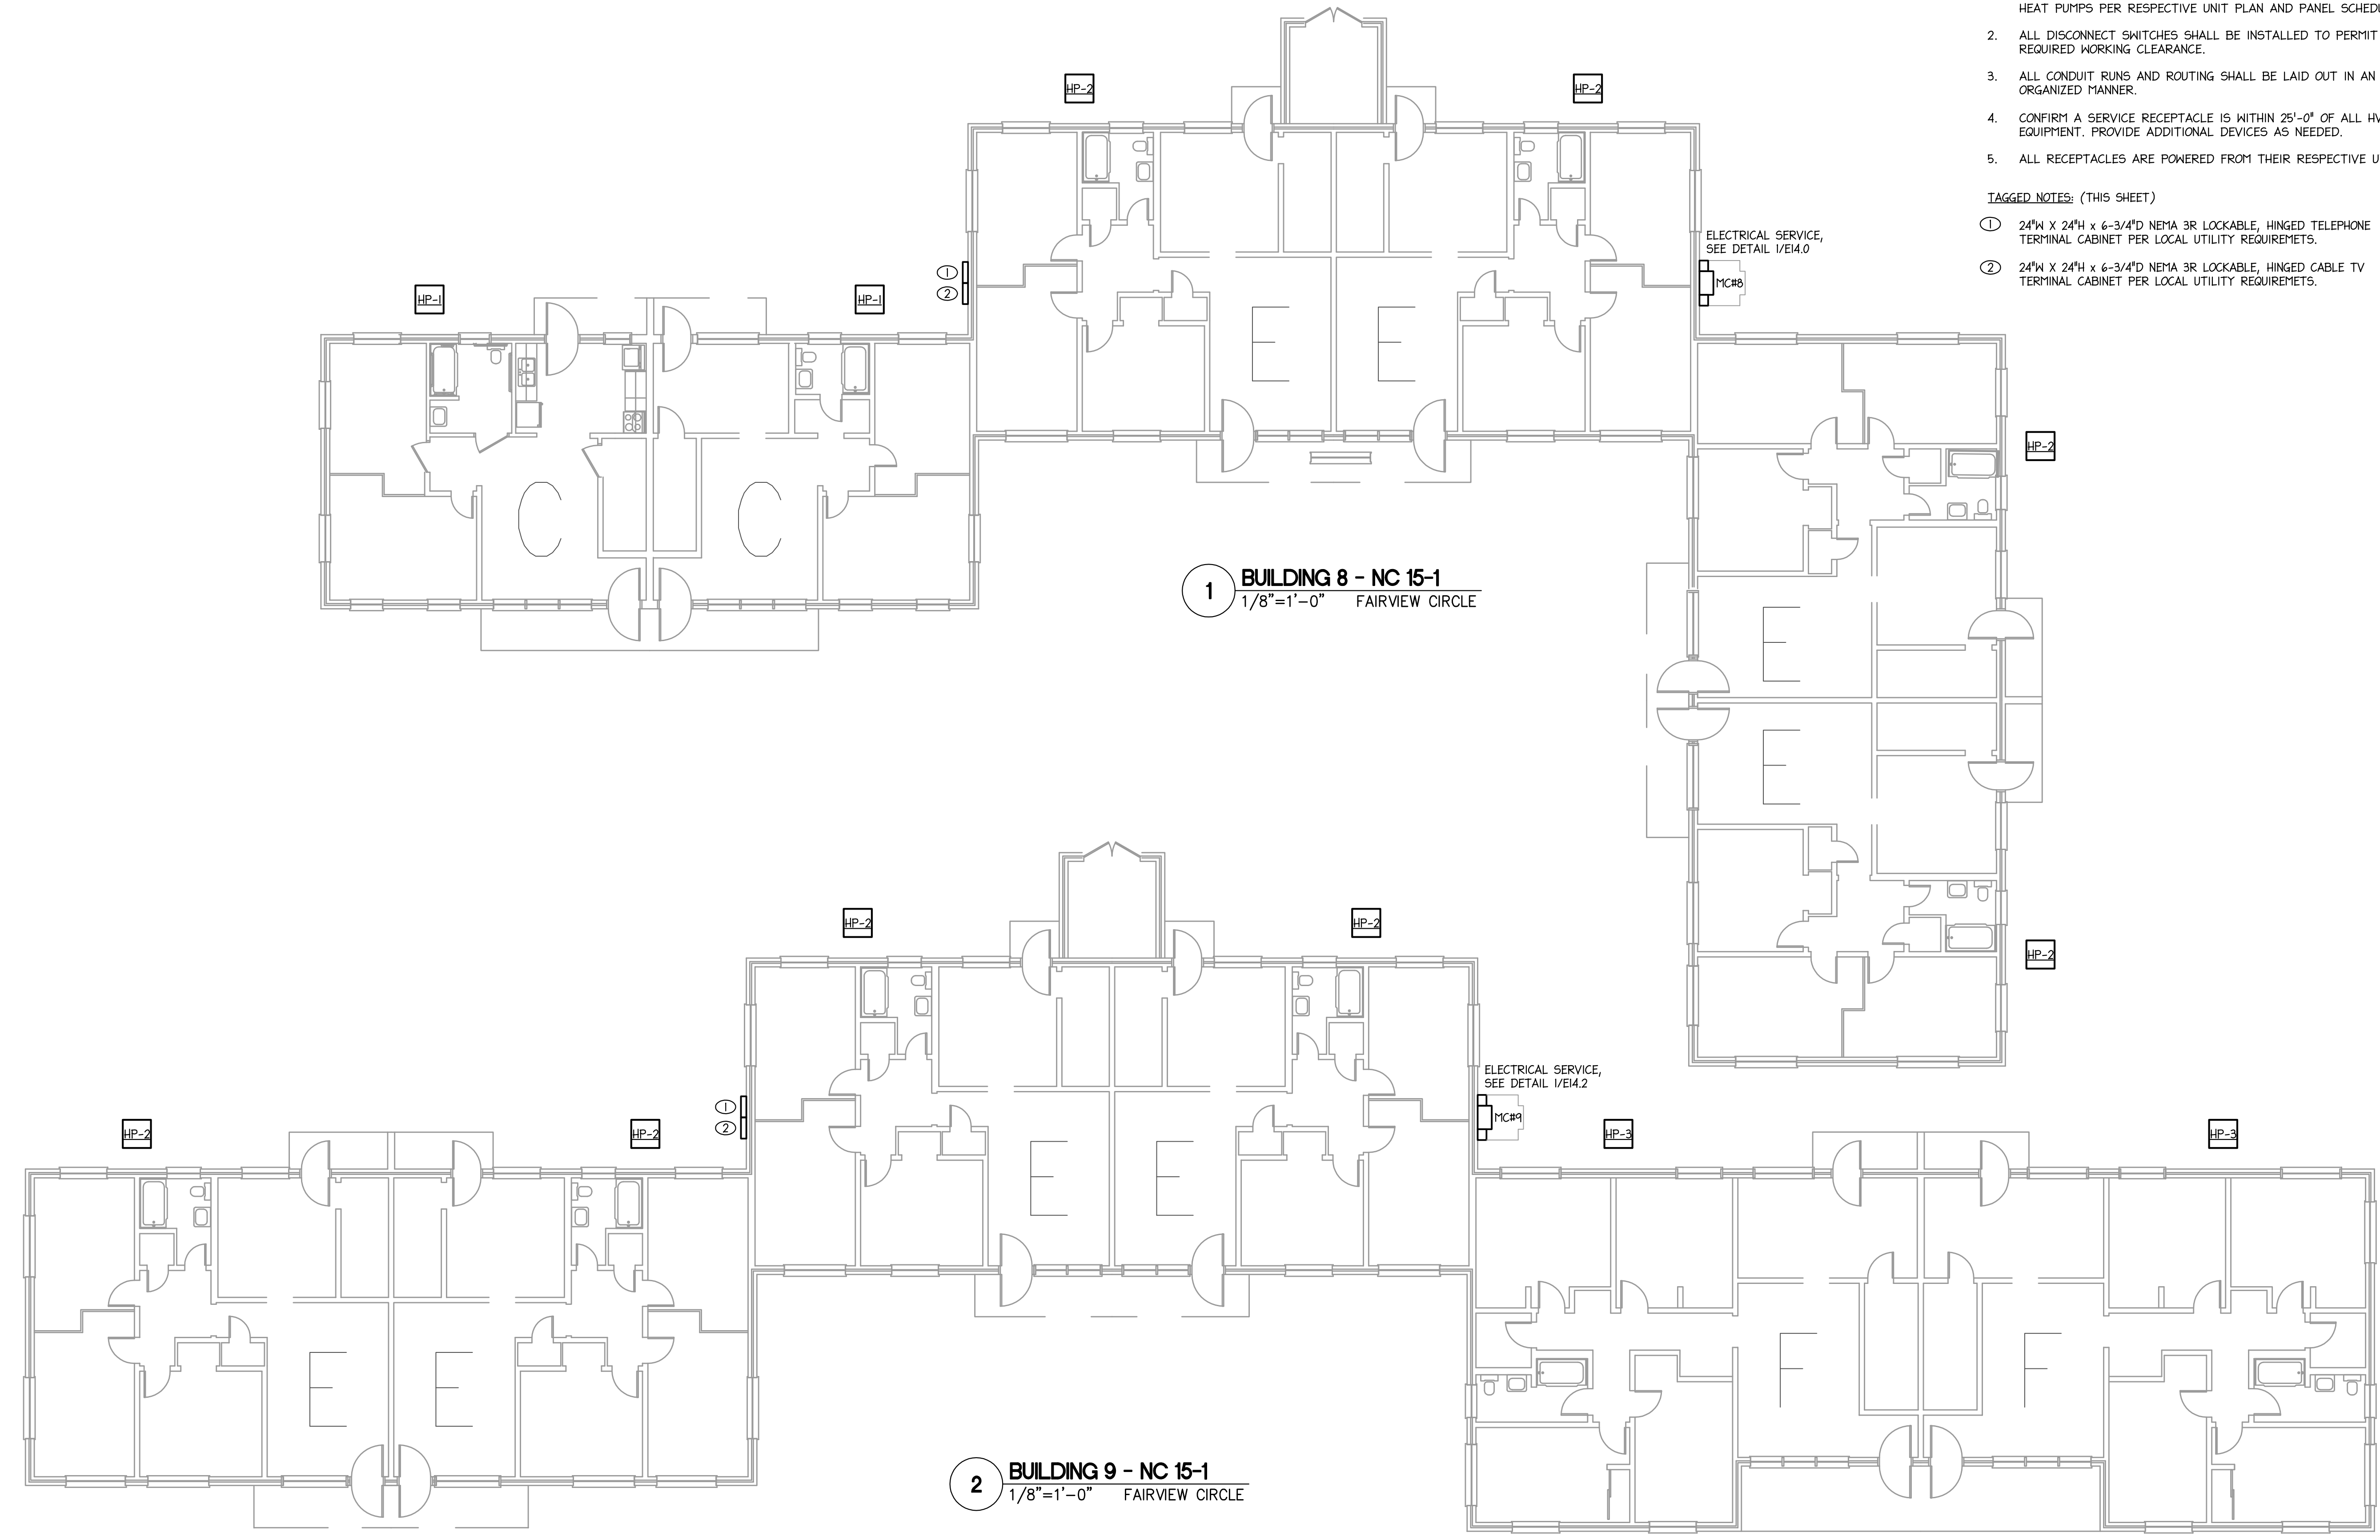 HEAT PUMPS PER RESPECTIVE UNIT PLAN AND PANEL
2. ALL DISCONNECT SWITCHES SHALL BE INSTALLED TO PERMIT
REQUIRED WORKING CLEARANCE.
3. ALL CONDUIT RUNS AND ROUTING SHALL BE LAID OUT IN AN
ORGANIZED MANNER.
4. CONFIRM A SERVICE RECEPTACLE IS WITHIN 25'-0" OF ALL
EQUIPMENT. PROVIDE ADDITIONAL DEVICES AS NEEDED.
5. ALL RECEPTACLES ARE POWERED FROM THEIR RESPECTIVE
TAGGED NOTES: (THIS SHEET)
1 24"W X 24"H x 6-3/4"D NEMA 3R LOCKABLE, HINGED TELEPHONE
TERMINAL CABINET PER LOCAL UTILITY REQUIREMETS.
2 24"W X 24"H x 6-3/4"D NEMA 3R LOCKABLE, HINGED CABLE TV
TERMINAL CABINET PER LOCAL UTILITY REQUIREMETS.
HP-2
HP-2
ELECTRICAL SERVICE,
SEE DETAIL 1/E14.0
MC#8
1
2
HP-1
HP-1
E
E
C
C
HP-2
E
E
HP-2
1 BUILDING 8 - NC 15-1
1/8"=1'-0" FAIRVIEW CIRCLE
HP-2
HP-2
ELECTRICAL SERVICE,
SEE DETAIL 1/E14.2
MC#9
1
2
HP-2
HP-2
HP-3
HP-3
E
E
E
E
F
F
2 BUILDING 9 - NC 15-1
1/8"=1'-0" FAIRVIEW CIRCLE